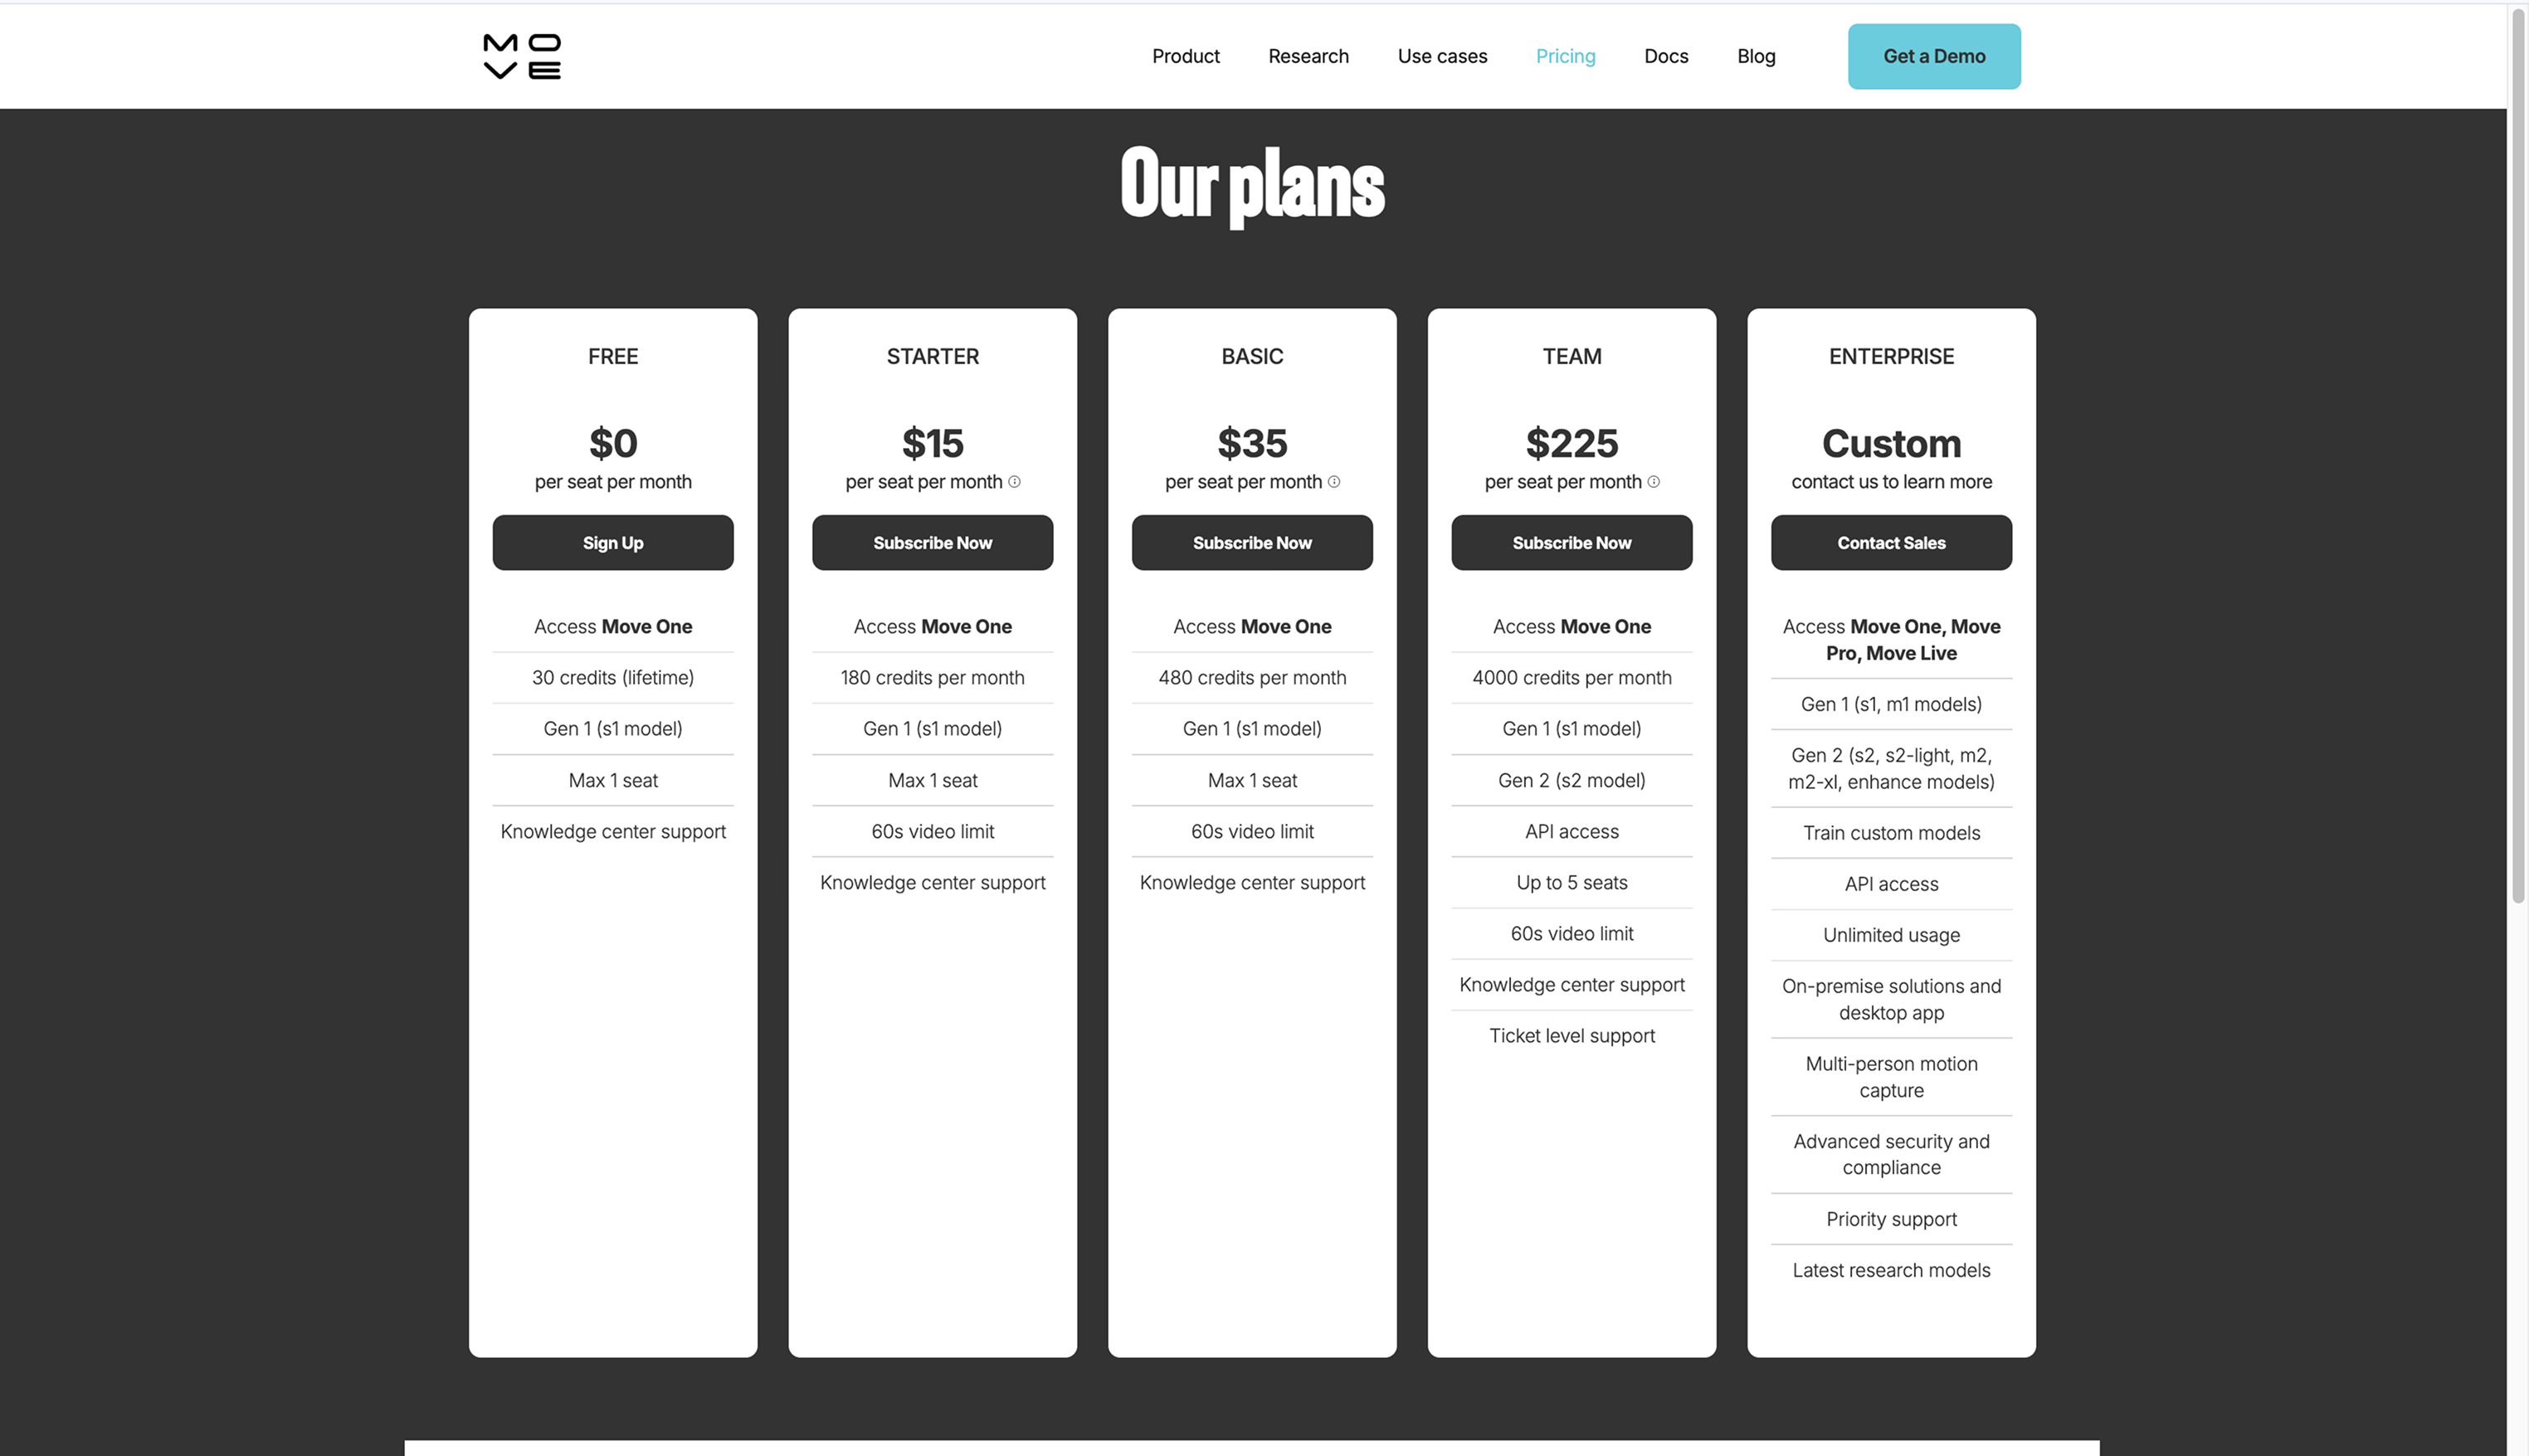 MOVE
Product Research Use cases Pricing Docs Blog Get a Demo
Our plans
FREE
$0
per seat per month
Sign Up
Access Move One
30 credits (lifetime)
Gen 1 (s1 model)
Max 1 seat
Knowledge center support
STARTER
$15
per seat per month
Subscribe Now
Access Move One
180 credits per month
Gen 1 (s1 model)
Max 1 seat
60s video limit
Knowledge center support
BASIC
$35
per seat per month
Subscribe Now
Access Move One
480 credits per month
Gen 1 (s1 model)
Max 1 seat
60s video limit
Knowledge center support
TEAM
$225
per seat per month
Subscribe Now
Access Move One
4000 credits per month
Gen 1 (s1 model)
Gen 2 (s2 model)
API access
Up to 5 seats
60s video limit
Knowledge center support
Ticket level support
ENTERPRISE
Custom
contact us to learn more
Contact Sales
Access Move One, Move
Pro, Move Live
Gen 1 (s1, m1 models)
Gen 2 (s2, s2-light, m2,
m2-xl, enhance models)
Train custom models
API access
Unlimited usage
On-premise solutions and
desktop app
Multi-person motion
capture
Advanced security and
compliance
Priority support
Latest research models